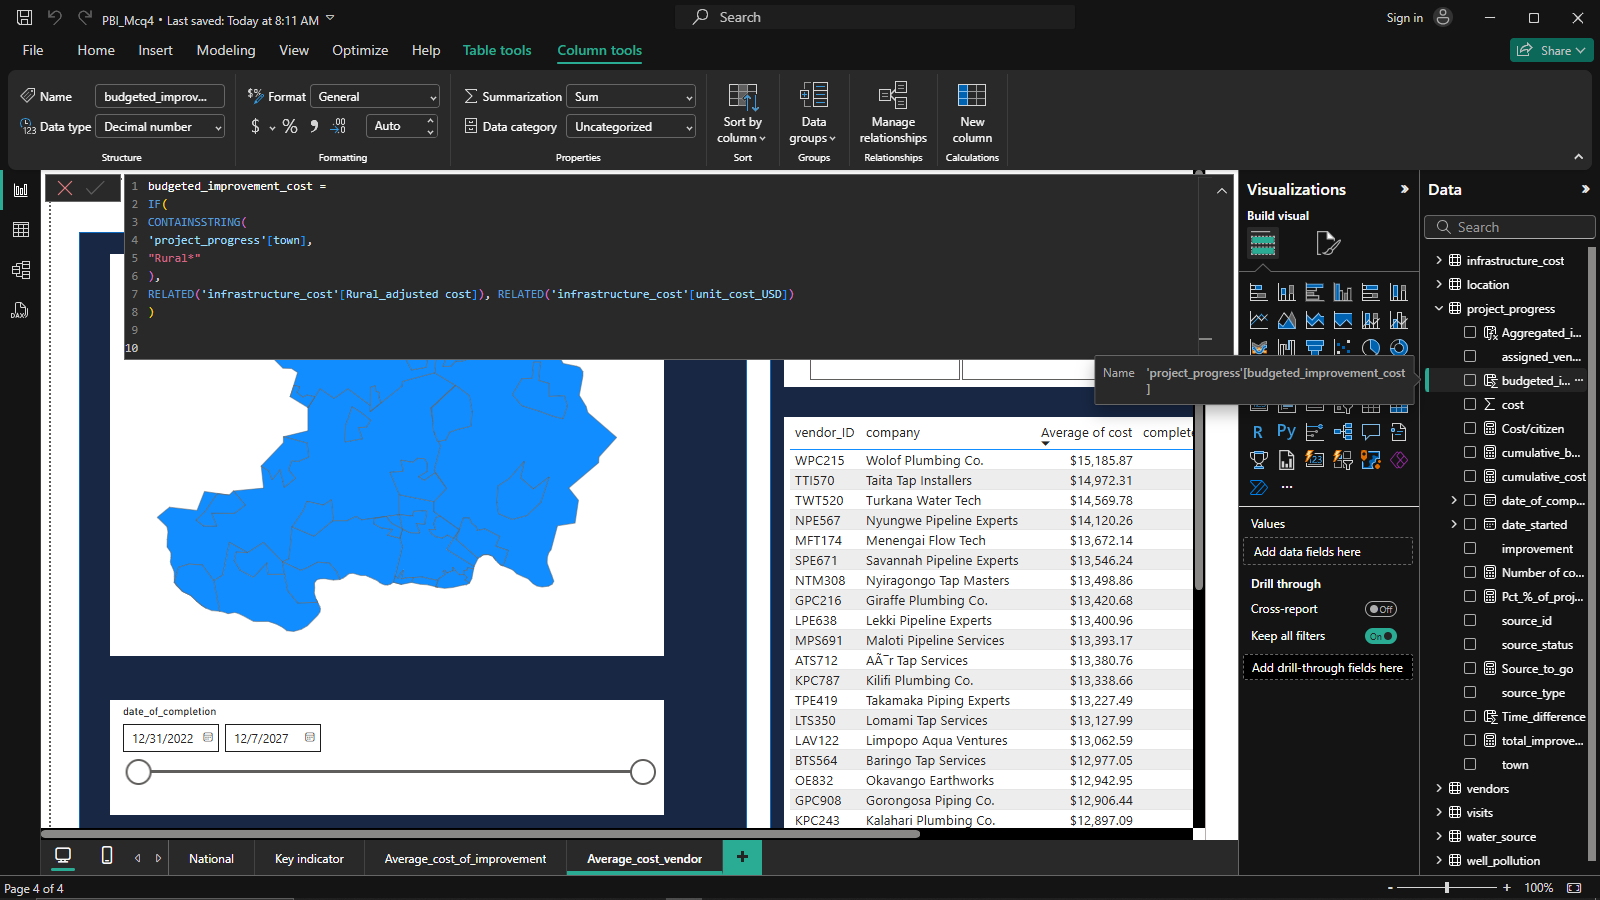 PBI_Mcq4 • Last saved: Today at 8:11 AM
Search
Sign in
File
Home
Insert
Modeling
View
Optimize
Help
Table tools
Column tools
Share
Name
budgeted_improv...
Data type
Decimal number
Structure
Format
General
$ % , .00
Auto
Formatting
Summarization
Sum
Data category
Uncategorized
Properties
Sort by column
Sort
Data groups
Groups
Manage relationships
Relationships
New column
Calculations
1 budgeted_improvement_cost =
2 IF(
3 CONTAINSSTRING(
4 'project_progress'[town],
5 "Rural*"
6 ),
7 RELATED('infrastructure_cost'[Rural_adjusted cost]), RELATED('infrastructure_cost'[unit_cost_USD])
8 )
9
10
Name 'project_progress'[budgeted_improvement_cost
]
date_of_completion
12/31/2022
12/7/2027
vendor_ID company Average of cost complete
WPC215 Wolof Plumbing Co. $15,185.87
TTI570 Taita Tap Installers $14,972.31
TWT520 Turkana Water Tech $14,569.78
NPE567 Nyungwe Pipeline Experts $14,120.26
MFT174 Menengai Flow Tech $13,672.14
SPE671 Savannah Pipeline Experts $13,546.24
NTM308 Nyiragongo Tap Masters $13,498.86
GPC216 Giraffe Plumbing Co. $13,420.68
LPE638 Lekki Pipeline Experts $13,400.96
MPS691 Maloti Pipeline Services $13,393.17
ATS712 AÃ¯r Tap Services $13,380.76
KPC787 Kilifi Plumbing Co. $13,338.66
TPE419 Takamaka Piping Experts $13,227.49
LTS350 Lomami Tap Services $13,127.99
LAV122 Limpopo Aqua Ventures $13,062.59
BTS564 Baringo Tap Services $12,977.05
OE832 Okavango Earthworks $12,942.95
GPC908 Gorongosa Piping Co. $12,906.44
KPC243 Kalahari Plumbing Co. $12,897.09
Visualizations
Build visual
R Py
123
...
Values
Add data fields here
Drill through
Cross-report
Off
Keep all filters
On
Add drill-through fields here
Data
Search
infrastructure_cost
location
project_progress
Aggregated_i...
assigned_ven...
budgeted_i... ...
cost
Cost/citizen
cumulative_b...
cumulative_cost
date_of_comp...
date_started
improvement
Number of co...
Pct_%_of_proj...
source_id
source_status
Source_to_go
source_type
Time_difference
total_improve...
town
vendors
visits
water_source
well_pollution
DAX
National
Key indicator
Average_cost_of_improvement
Average_cost_vendor
+
Page 4 of 4
- + 100%